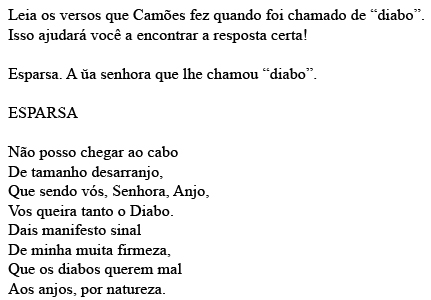 Leia os versos que Camões fez quando foi chamado de “diabo”.
Isso ajudará você a encontrar a resposta certa!
Esparsa. A ũa senhora que lhe chamou “diabo”.
ESPARSA
Não posso chegar ao cabo
De tamanho desarranjo,
Que sendo vós, Senhora, Anjo,
Vos queira tanto o Diabo.
Dais manifesto sinal
De minha muita firmeza,
Que os diabos querem mal
Aos anjos, por natureza.